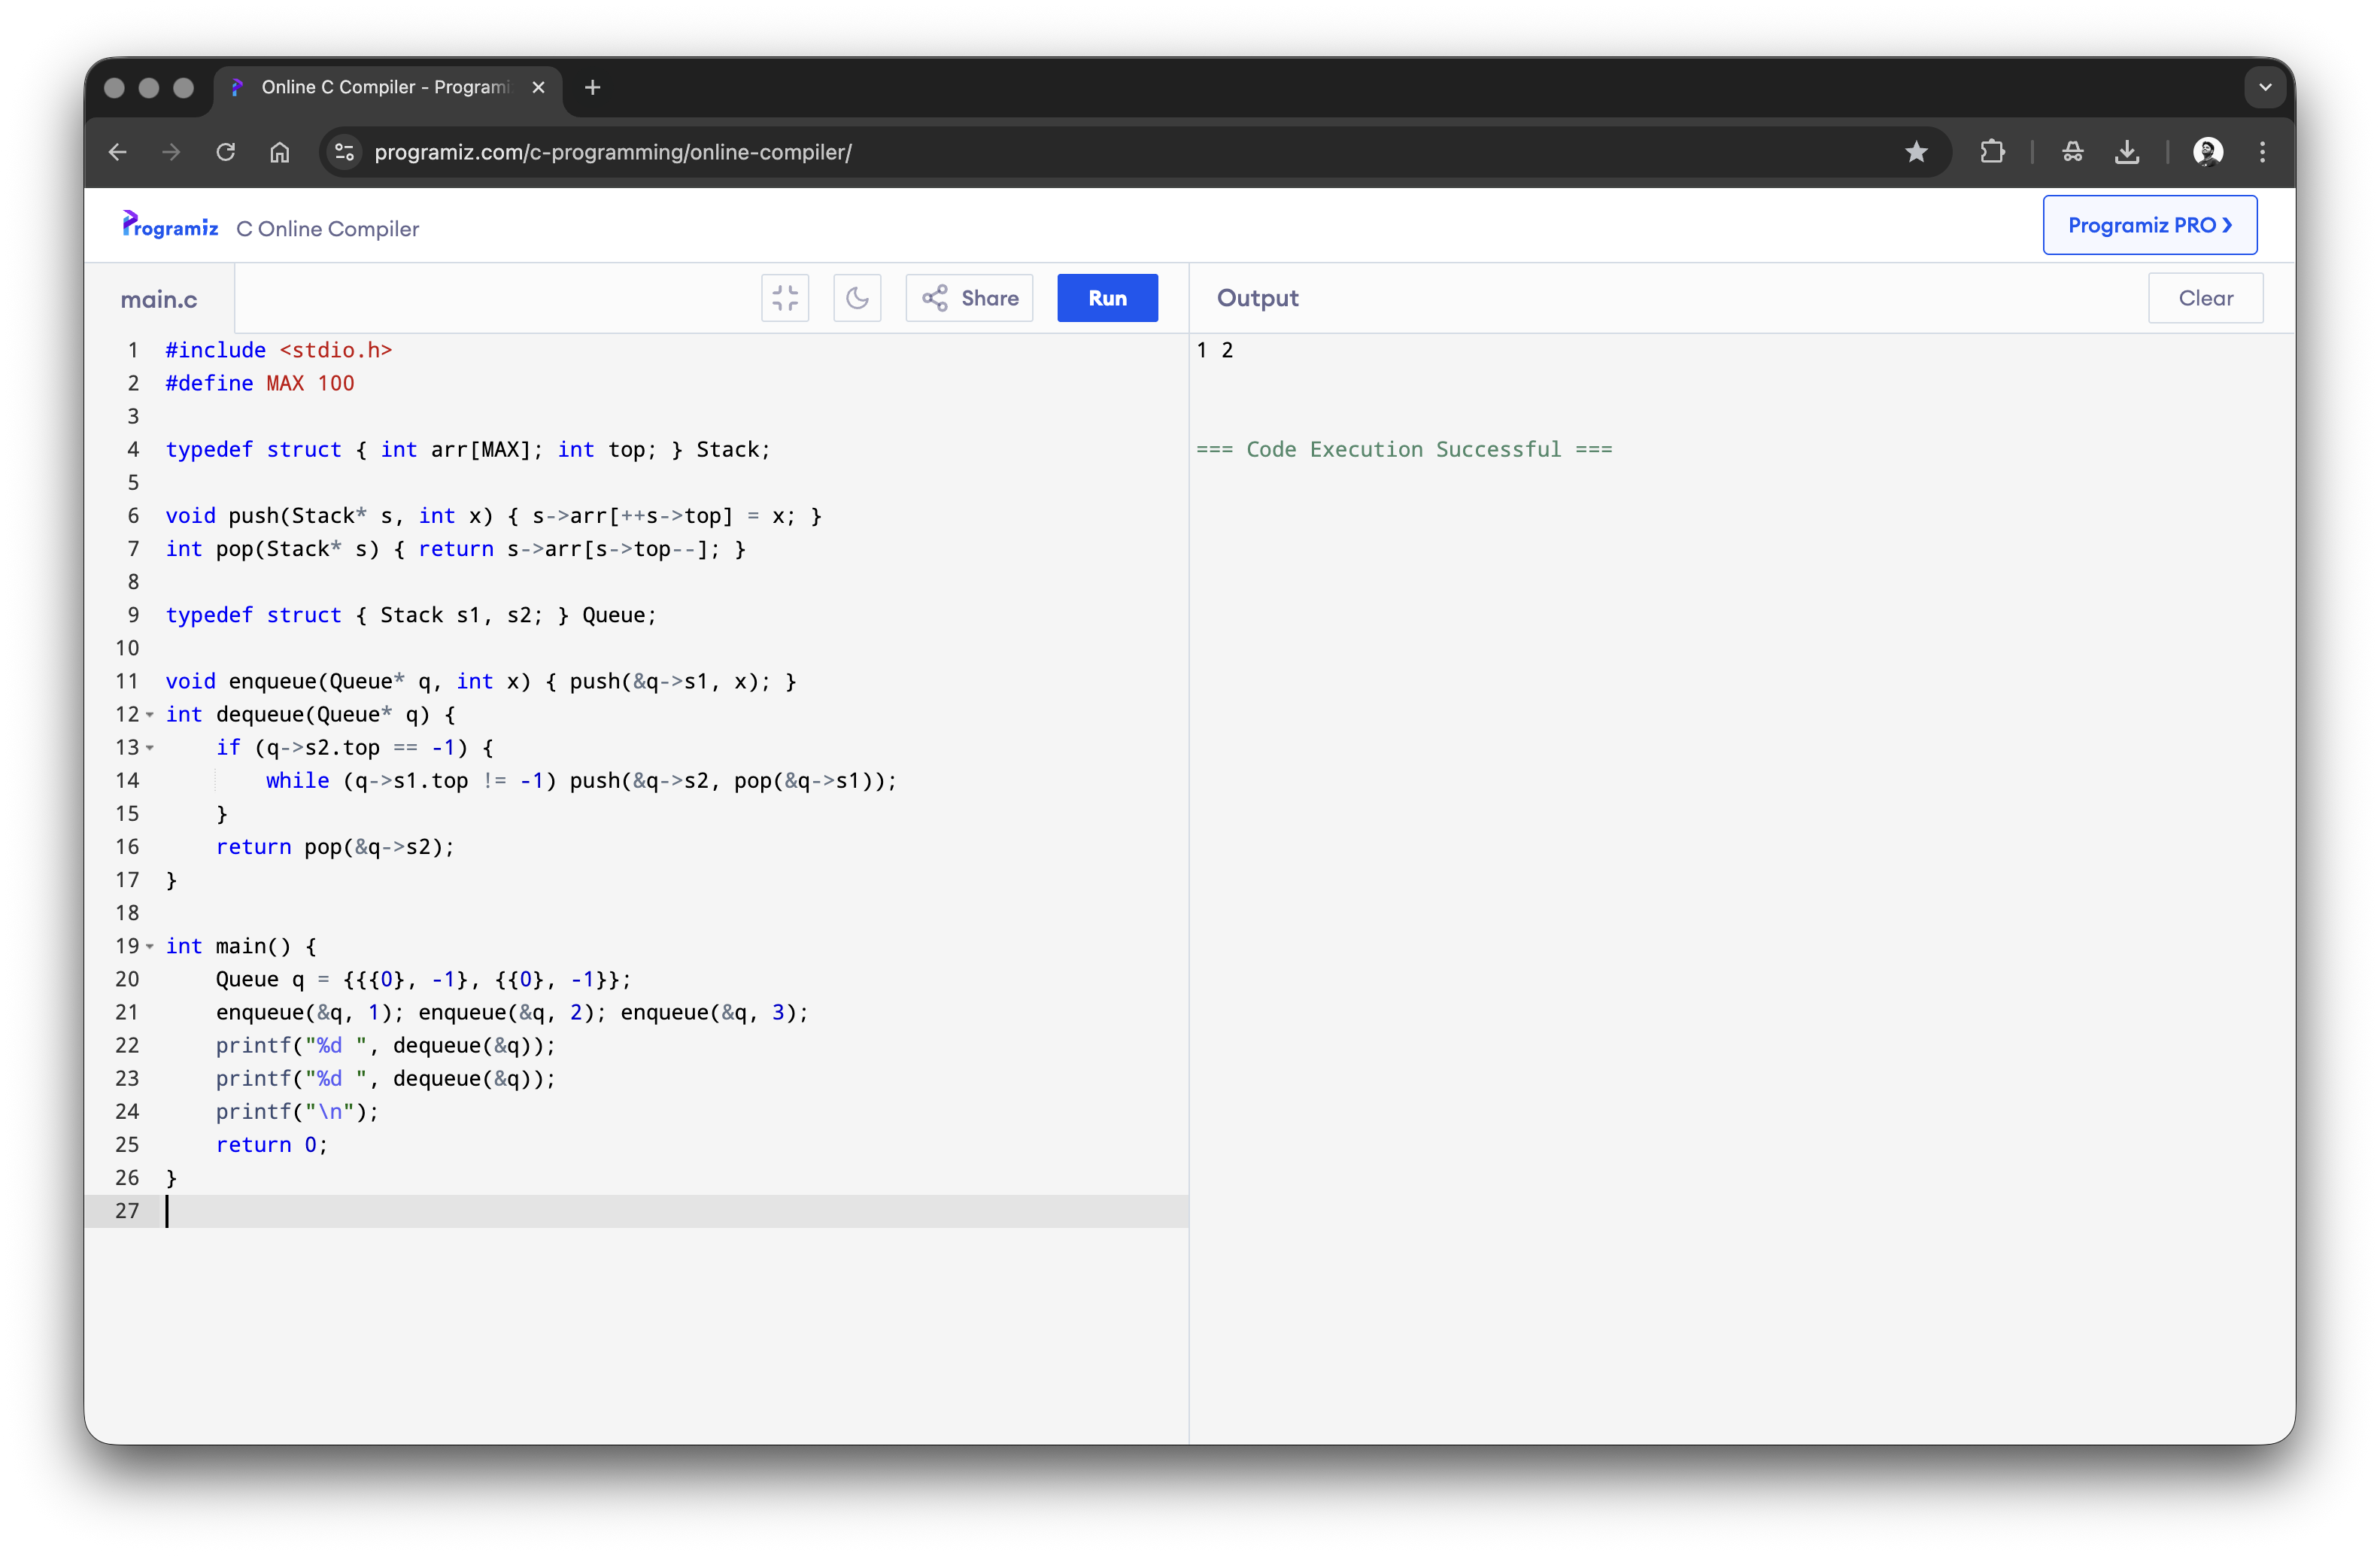 Online C Compiler - Programi
programiz.com/c-programming/online-compiler/
Programiz C Online Compiler
Programiz PRO
main.c
Share
Run
Output
Clear
1 #include <stdio.h>
2 #define MAX 100
3
4 typedef struct { int arr[MAX]; int top; } Stack;
5
6 void push(Stack* s, int x) { s->arr[++s->top] = x; }
7 int pop(Stack* s) { return s->arr[s->top--]; }
8
9 typedef struct { Stack s1, s2; } Queue;
10
11 void enqueue(Queue* q, int x) { push(&q->s1, x); }
12 int dequeue(Queue* q) {
13     if (q->s2.top == -1) {
14         while (q->s1.top != -1) push(&q->s2, pop(&q->s1));
15     }
16     return pop(&q->s2);
17 }
18
19 int main() {
20     Queue q = {{{0}, -1}, {{0}, -1}};
21     enqueue(&q, 1); enqueue(&q, 2); enqueue(&q, 3);
22     printf("%d ", dequeue(&q));
23     printf("%d ", dequeue(&q));
24     printf("\n");
25     return 0;
26 }
27
1 2
=== Code Execution Successful ===